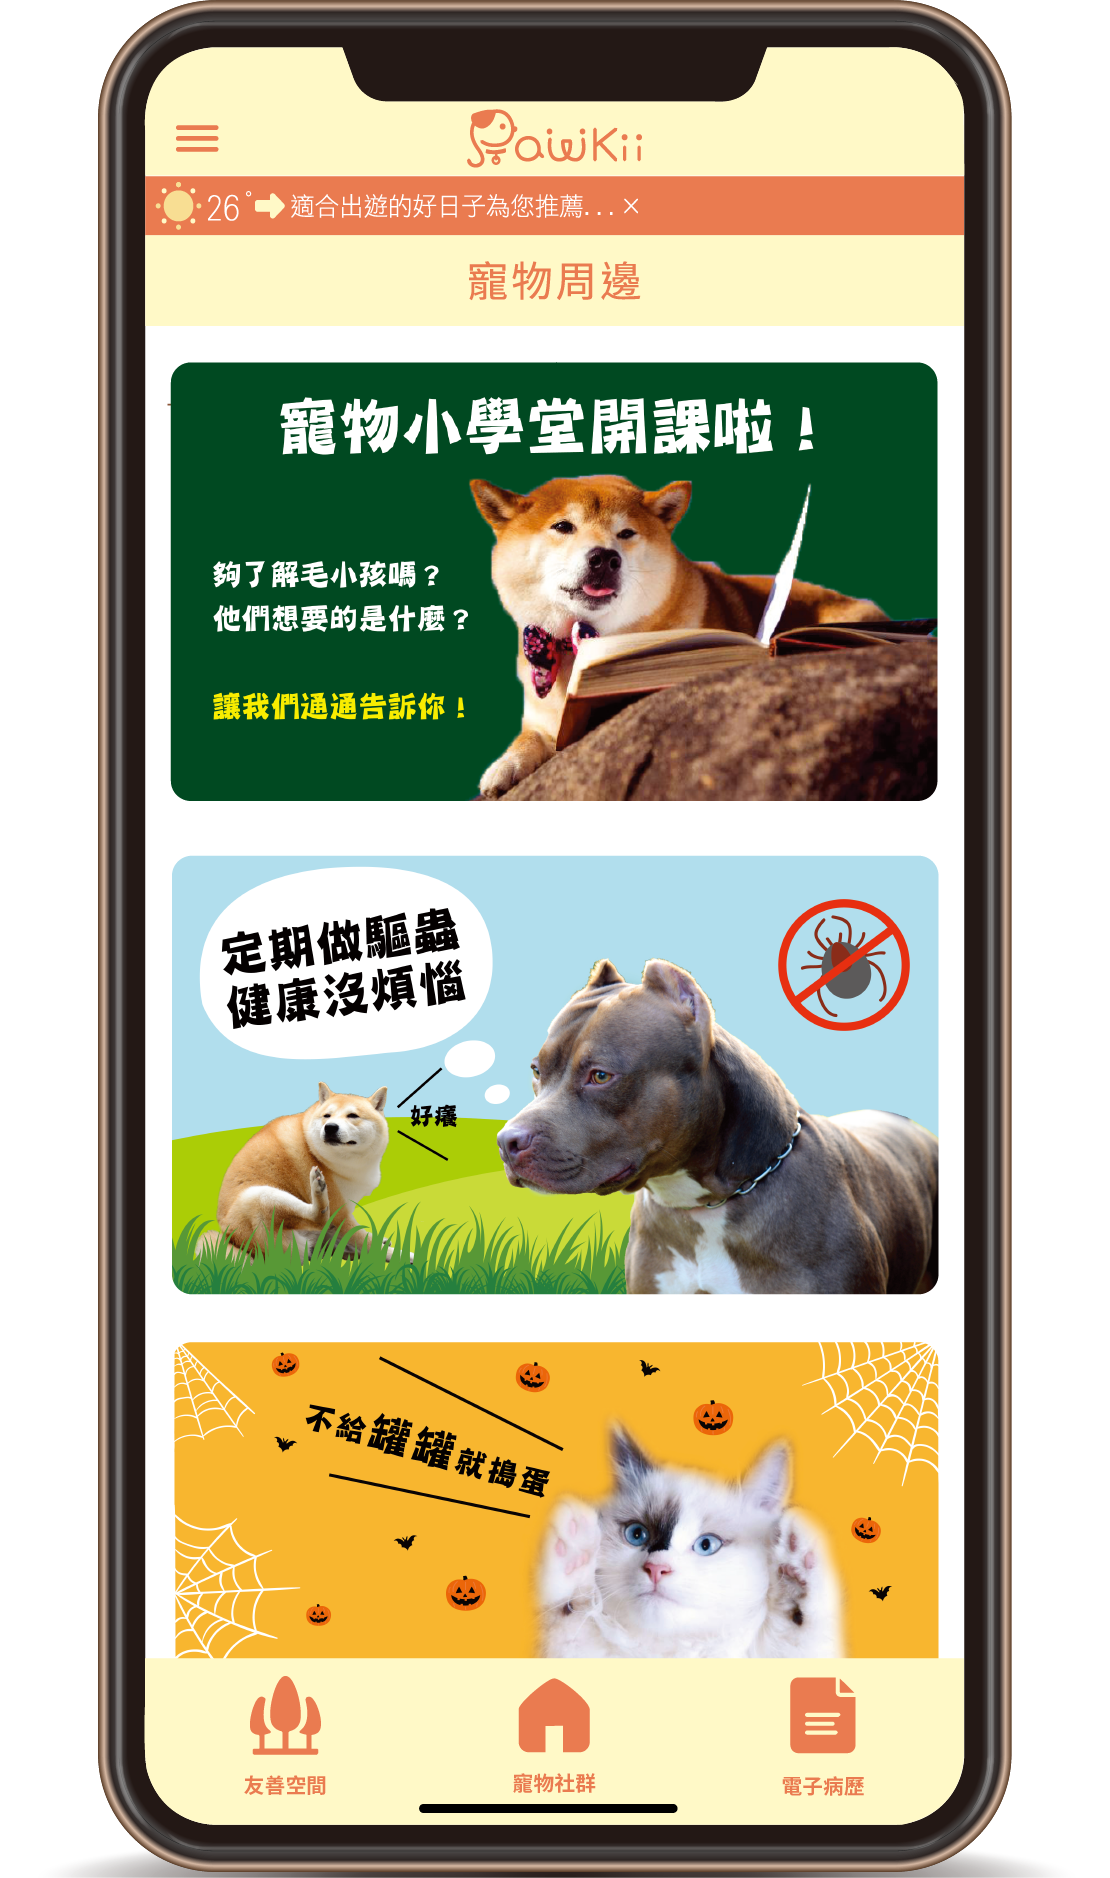 PawiKii
26°適合出遊的好日子為您推薦...×
寵物周邊
寵物小學堂開課啦！
夠了解毛小孩嗎？
他們想要的是什麼？
讓我們通通告訴你！
定期做驅蟲
健康沒煩惱
好癢
不給罐罐就搗蛋
友善空間
寵物社群
電子病歷